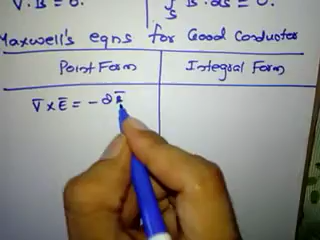 ∇.B = 0. ∮ B.ds = 0.
S
Maxwell's eqns for Good Conductor
Point Form Integral Form
∇ × E̅ = - ∂